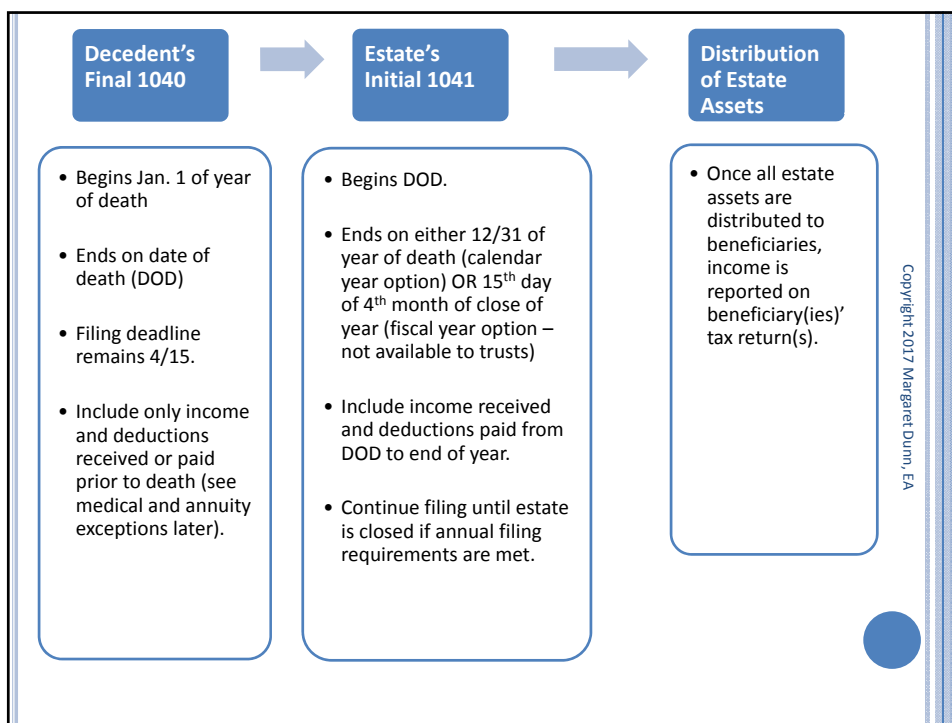 Decedent's
Final 1040
Estate's
Initial 1041
Distribution
of Estate
Assets
• Begins Jan. 1 of year
of death
• Ends on date of
death (DOD)
• Filing deadline
remains 4/15.
• Include only income
and deductions
received or paid
prior to death (see
medical and annuity
exceptions later).
• Begins DOD.
• Ends on either 12/31 of
year of death (calendar
year option) OR 15th day
of 4th month of close of
year (fiscal year option –
not available to trusts)
• Include income received
and deductions paid from
DOD to end of year.
• Continue filing until estate
is closed if annual filing
requirements are met.
• Once all estate
assets are
distributed to
beneficiaries,
income is
reported on
beneficiary(ies)'
tax return(s).
Copyright 2017 Margaret Dunn, EA